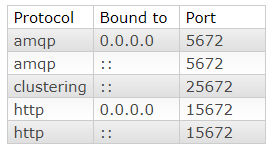 Protocol Bound to Port
amqp 0.0.0.0 5672
amqp :: 5672
clustering :: 25672
http 0.0.0.0 15672
http :: 15672